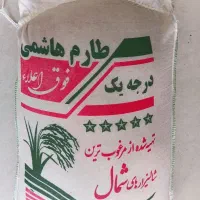 طارم هاشمی
فوق اعلاء
درجه یک
تهیه شده از مرغوب ترین
شالیزارهای شمال